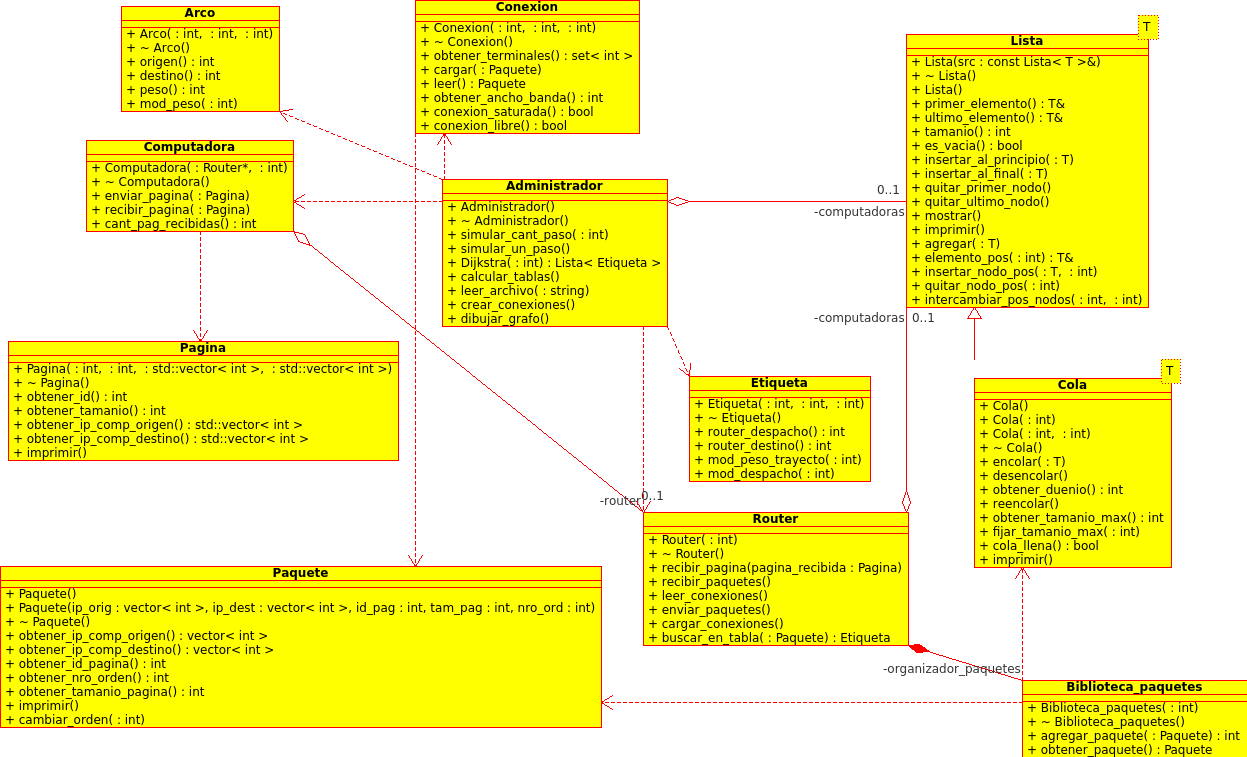 Arco
+ Arco( : int,  : int,  : int)
+ ~ Arco()
+ origen() : int
+ destino() : int
+ peso() : int
+ mod_peso( : int)
Conexion
+ Conexion( : int,  : int,  : int)
+ ~ Conexion()
+ obtener_terminales() : set< int >
+ cargar( : Paquete)
+ leer() : Paquete
+ obtener_ancho_banda() : int
+ conexion_saturada() : bool
+ conexion_libre() : bool
T
Lista
+ Lista(src : const Lista< T >&)
+ ~ Lista()
+ Lista()
+ primer_elemento() : T&
+ ultimo_elemento() : T&
+ tamanio() : int
+ es_vacia() : bool
+ insertar_al_principio( : T)
+ insertar_al_final( : T)
+ quitar_primer_nodo()
+ quitar_ultimo_nodo()
+ mostrar()
+ imprimir()
+ agregar( : T)
+ elemento_pos( : int) : T&
+ insertar_nodo_pos( : T,  : int)
+ quitar_nodo_pos( : int)
+ intercambiar_pos_nodos( : int,  : int)
Computadora
+ Computadora( : Router*,  : int)
+ ~ Computadora()
+ enviar_pagina( : Pagina)
+ recibir_pagina( : Pagina)
+ cant_pag_recibidas() : int
Administrador
+ Administrador()
+ ~ Administrador()
+ simular_cant_paso( : int)
+ simular_un_paso()
+ Dijkstra( : int) : Lista< Etiqueta >
+ calcular_tablas()
+ leer_archivo( : string)
+ crear_conexiones()
+ dibujar_grafo()
0..1
-computadoras
-computadoras
0..1
Pagina
+ Pagina( : int,  : int,  : std::vector< int >,  : std::vector< int >)
+ ~ Pagina()
+ obtener_id() : int
+ obtener_tamanio() : int
+ obtener_ip_comp_origen() : std::vector< int >
+ obtener_ip_comp_destino() : std::vector< int >
+ imprimir()
Etiqueta
+ Etiqueta( : int,  : int,  : int)
+ ~ Etiqueta()
+ router_despacho() : int
+ router_destino() : int
+ mod_peso_trayecto( : int)
+ mod_despacho( : int)
T
Cola
+ Cola()
+ Cola( : int)
+ Cola( : int,  : int)
+ ~ Cola()
+ encolar( : T)
+ desencolar()
+ obtener_duenio() : int
+ reencolar()
+ obtener_tamanio_max() : int
+ fijar_tamanio_max( : int)
+ cola_llena() : bool
+ imprimir()
-router
0..1
Router
+ Router( : int)
+ ~ Router()
+ recibir_pagina(pagina_recibida : Pagina)
+ recibir_paquetes()
+ leer_conexiones()
+ enviar_paquetes()
+ cargar_conexiones()
+ buscar_en_tabla( : Paquete) : Etiqueta
Paquete
+ Paquete()
+ Paquete(ip_orig : vector< int >, ip_dest : vector< int >, id_pag : int, tam_pag : int, nro_ord : int)
+ ~ Paquete()
+ obtener_ip_comp_origen() : vector< int >
+ obtener_ip_comp_destino() : vector< int >
+ obtener_id_pagina() : int
+ obtener_nro_orden() : int
+ obtener_tamanio_pagina() : int
+ imprimir()
+ cambiar_orden( : int)
-organizador_paquetes
Biblioteca_paquetes
+ Biblioteca_paquetes( : int)
+ ~ Biblioteca_paquetes()
+ agregar_paquete( : Paquete) : int
+ obtener_paquete() : Paquete